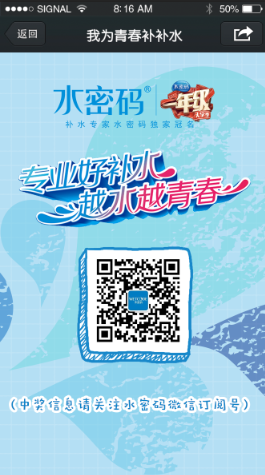 SIGNAL 8:16 AM 50%
返回 我为青春补补水
水密码® 一年级
补水专家水密码独家冠名
专业好补水
越水越青春
(中奖信息请关注水密码微信订阅号)